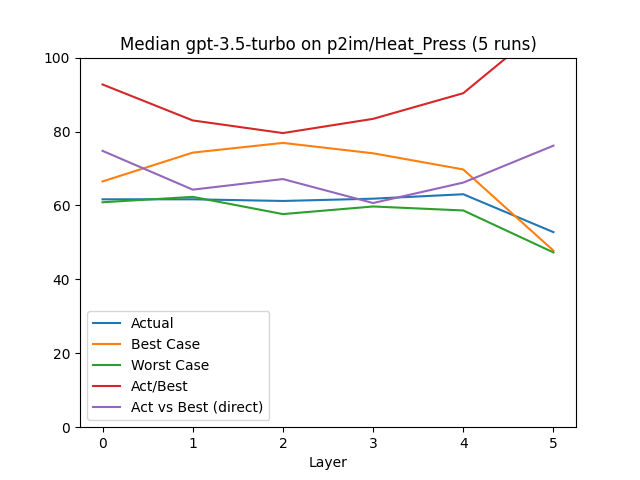 Median gpt-3.5-turbo on p2im/Heat_Press (5 runs)
100
80
60
40
20
0
Actual
Best Case
Worst Case
Act/Best
Act vs Best (direct)
0 1 2 3 4 5
Layer